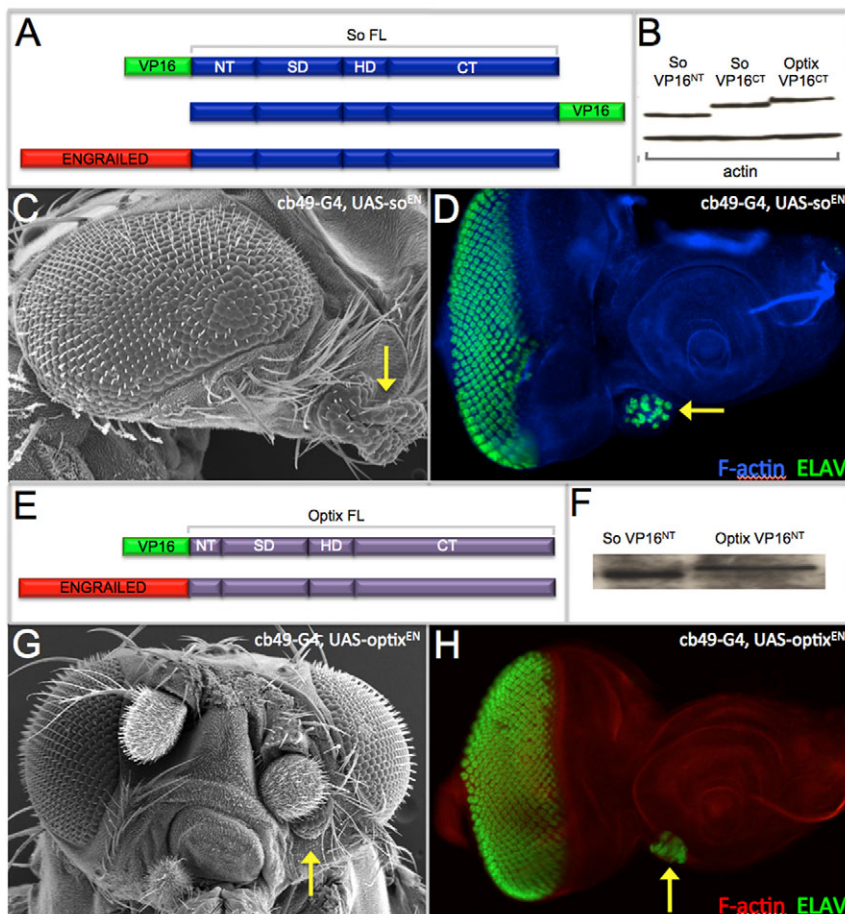 A
So FL
VP16 NT SD HD CT
VP16
ENGRAILED
B
So VP16ᴺᵀ So VP16ᶜᵀ Optix VP16ᶜᵀ
actin
C
cb49-G4, UAS-soᴱᴺ
D
cb49-G4, UAS-soᴱᴺ
F-actin ELAV
E
Optix FL
VP16 NT SD HD CT
ENGRAILED
F
So VP16ᴺᵀ Optix VP16ᴺᵀ
G
cb49-G4, UAS-optixᴱᴺ
H
cb49-G4, UAS-optixᴱᴺ
F-actin ELAV